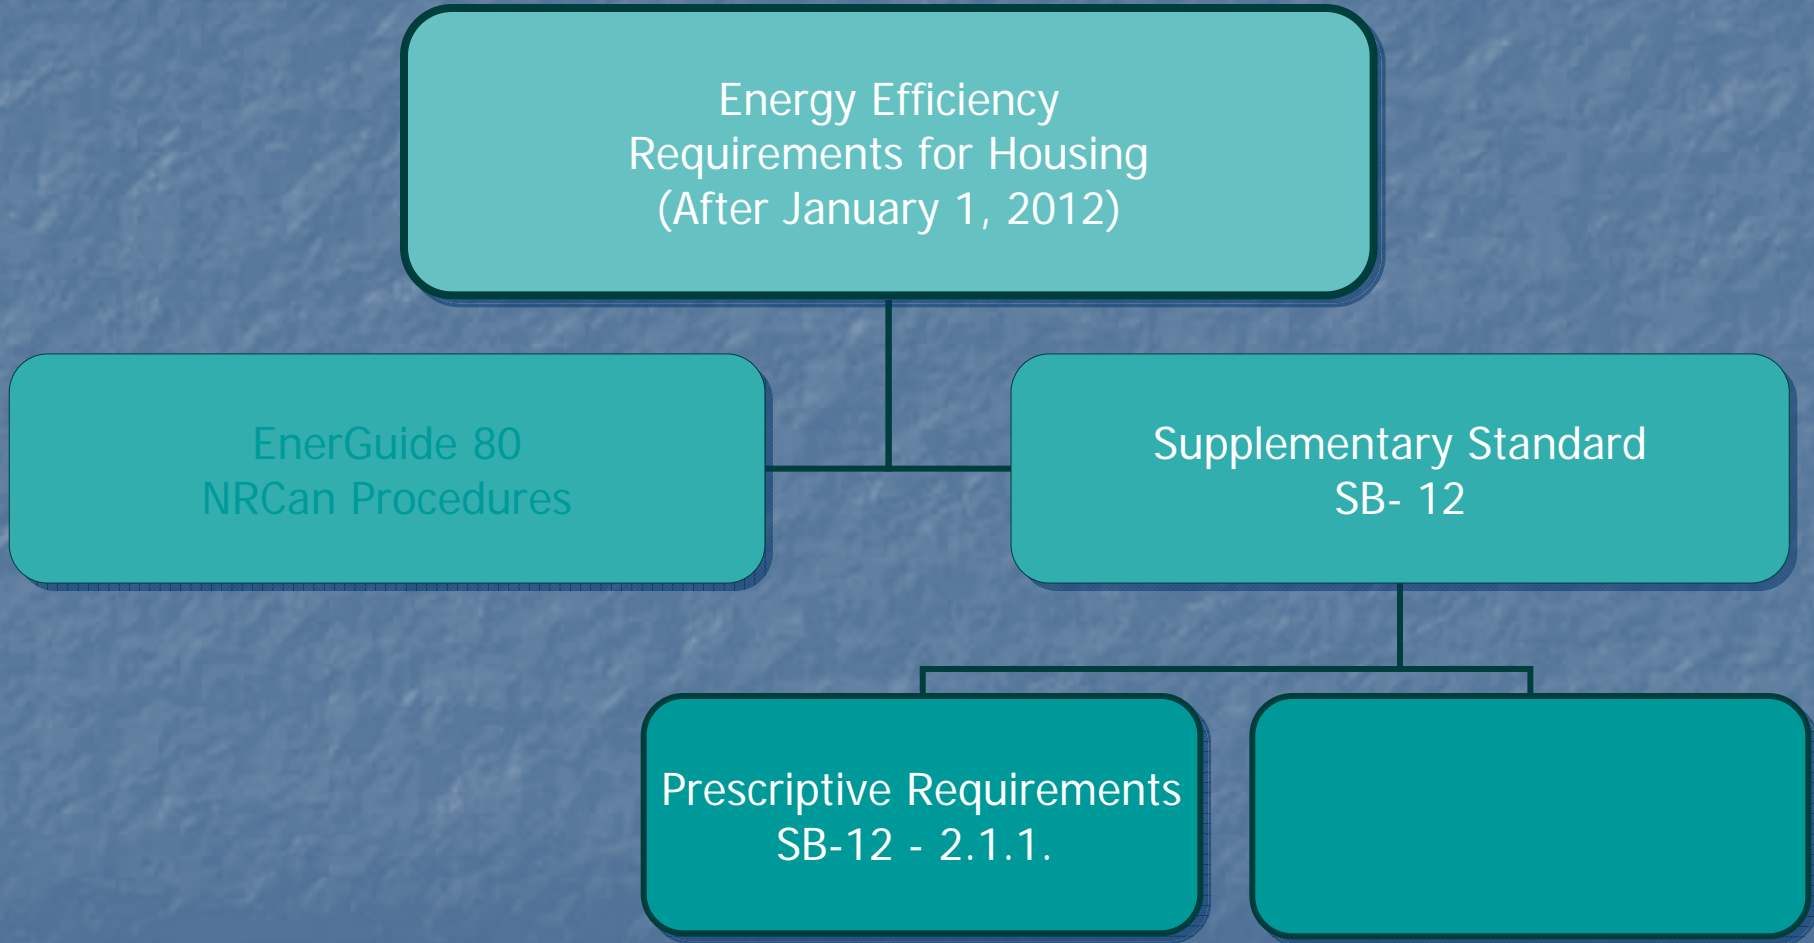 Energy Efficiency
Requirements for Housing
(After January 1, 2012)
EnerGuide 80
NRCan Procedures
Supplementary Standard
SB- 12
Prescriptive Requirements
SB-12 - 2.1.1.